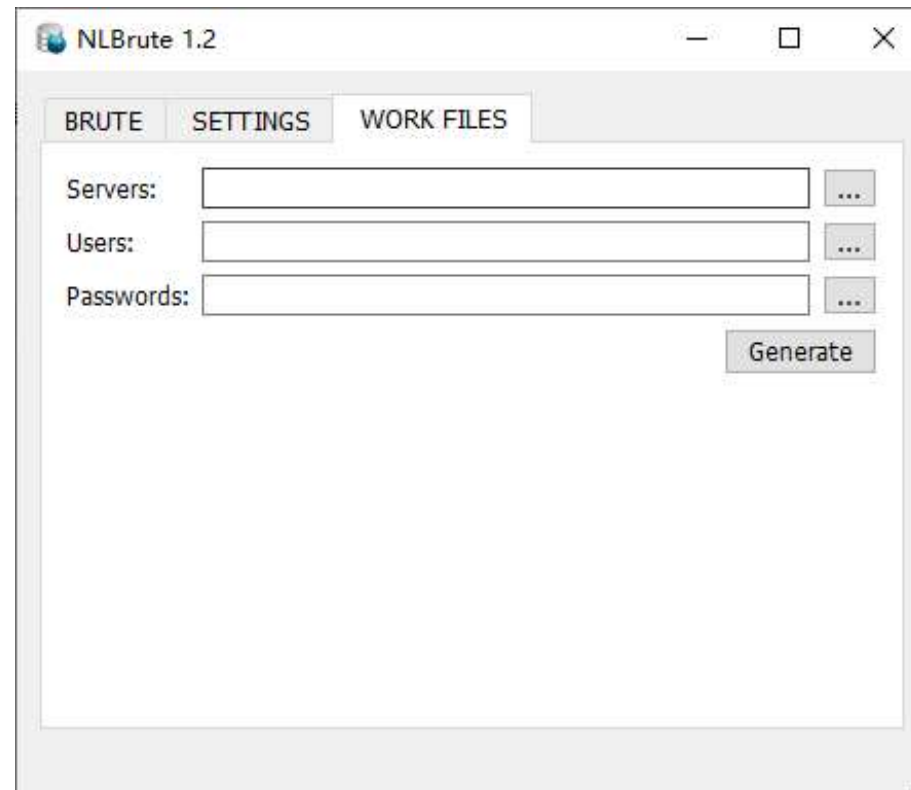 NLBrute 1.2
BRUTE SETTINGS WORK FILES
Servers: ...
Users: ...
Passwords: ...
Generate